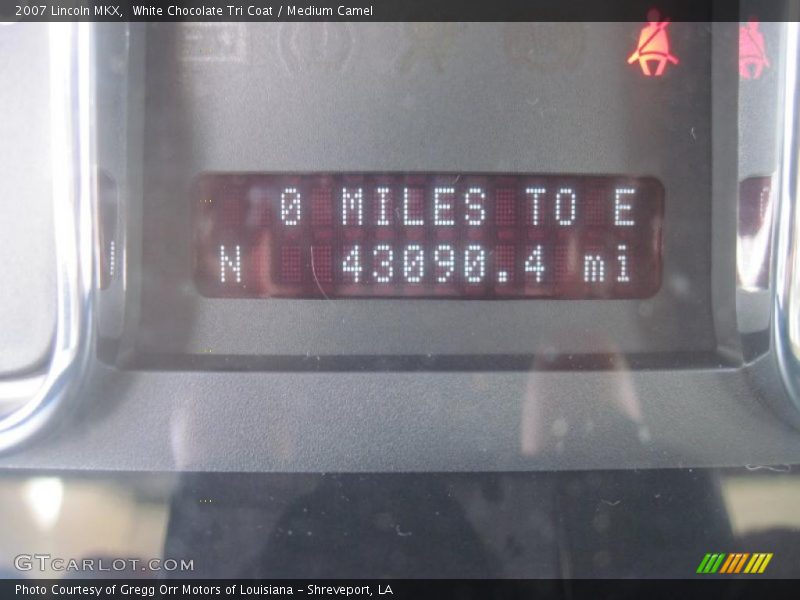 2007 Lincoln MKX,  White Chocolate Tri Coat / Medium Camel
0 MILES TO E
N 43090.4 mi
GTCARLOT.COM
Photo Courtesy of Gregg Orr Motors of Louisiana - Shreveport, LA